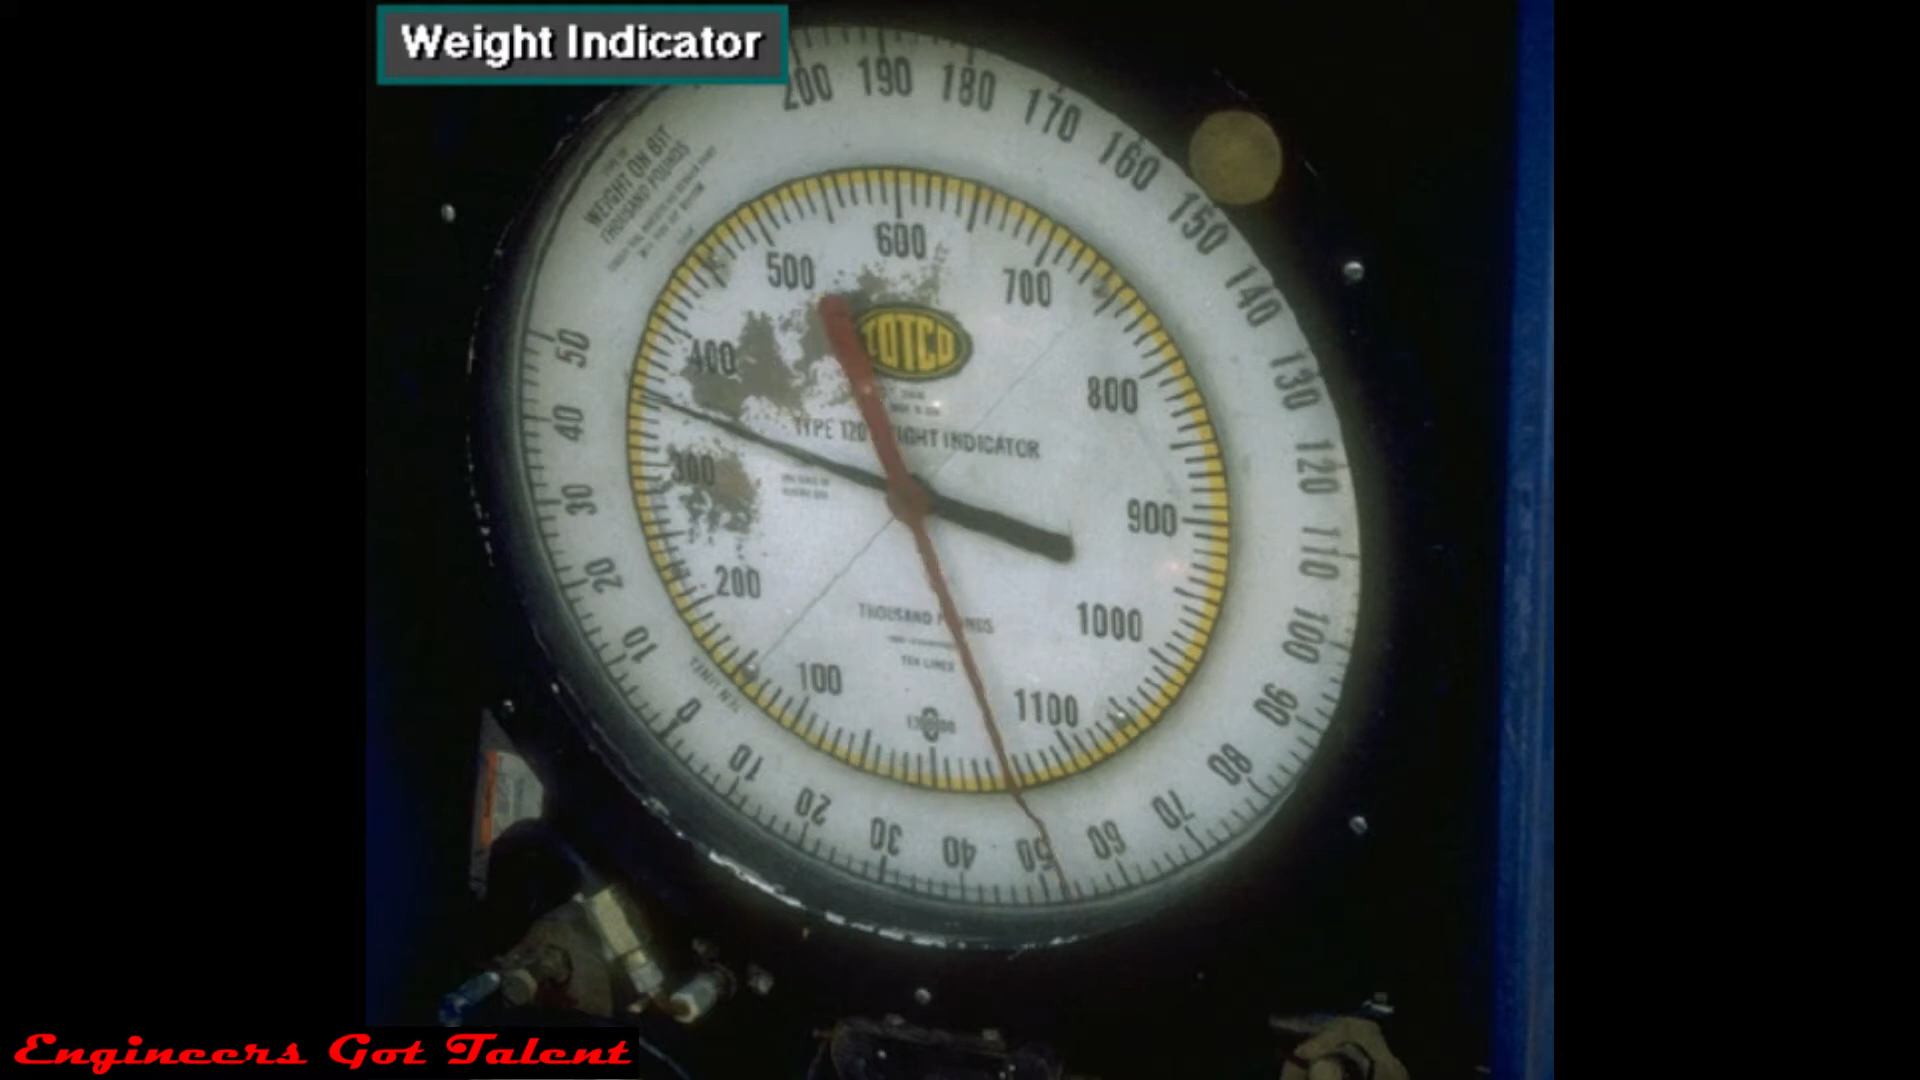 Weight Indicator
200 190 180 170 160 150 140 130 120 110 100 90 80 70 60 50 40 30 20 10 0 10 20 30 40 50
WEIGHT ON BIT
THOUSAND POUNDS
500 600 700
400 800
300 900
200 1000
100 0 1100
TOTCO
TYPE 120 WEIGHT INDICATOR
THOUSAND POUNDS
TEN LINES
Engineers Got Talent